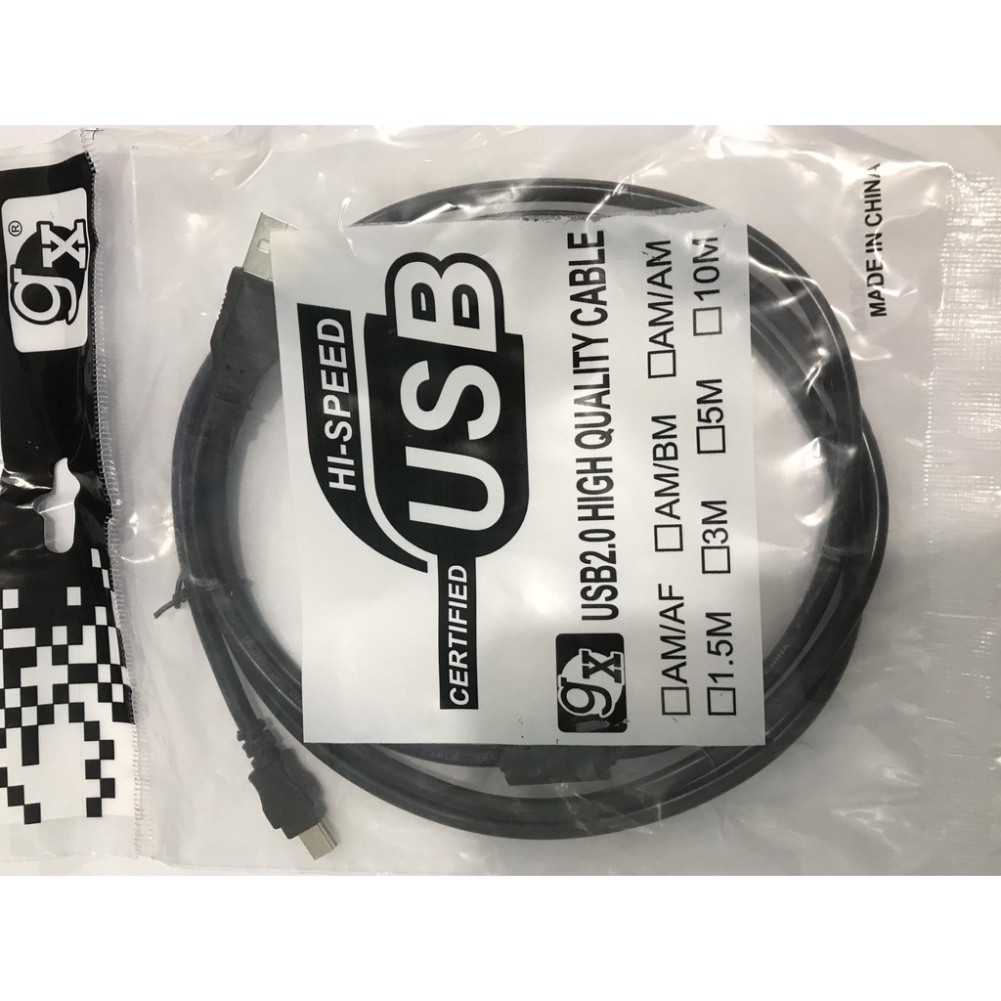 gx®
HI-SPEED
CERTIFIED USB
gx USB2.0 HIGH QUALITY CABLE
□AM/AF □AM/BM □AM/AM
□1.5M □3M □5M □10M
MADE IN CHINA